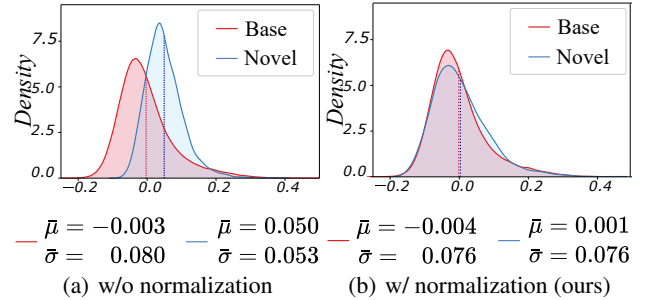 Density
7.5
5.0
2.5
0.0
−0.2
0.0
0.2
0.4
Base
Novel
Density
7.5
5.0
2.5
0.0
−0.2
0.0
0.2
0.4
Base
Novel
μ̄ = −0.003
σ̄ = 0.080
μ̄ = 0.050
σ̄ = 0.053
μ̄ = −0.004
σ̄ = 0.076
μ̄ = 0.001
σ̄ = 0.076
(a) w/o normalization
(b) w/ normalization (ours)